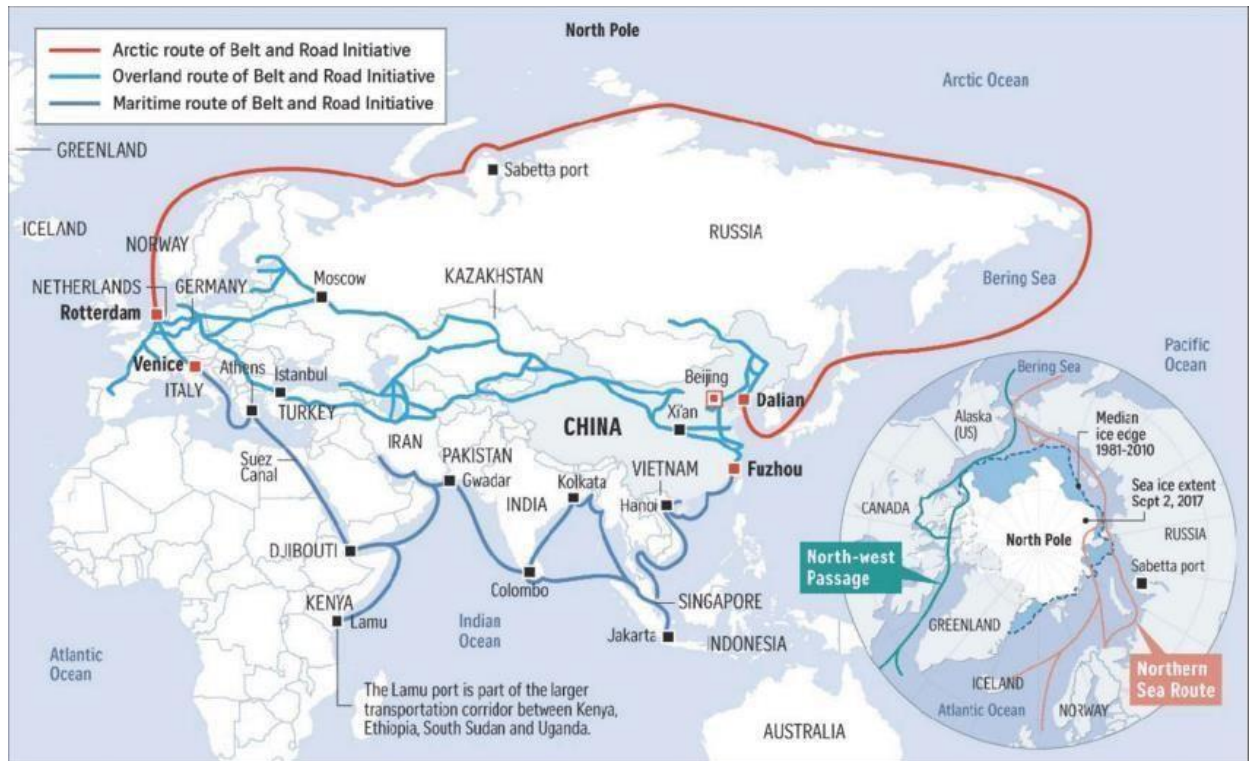 North Pole
Arctic route of Belt and Road Initiative
Overland route of Belt and Road Initiative
Maritime route of Belt and Road Initiative
Arctic Ocean
GREENLAND
Sabetta port
ICELAND
NORWAY
RUSSIA
KAZAKHSTAN
Moscow
Bering Sea
NETHERLANDS
GERMANY
Rotterdam
Venice
Athens
Istanbul
ITALY
TURKEY
Beijing
Dalian
Pacific
Ocean
CHINA
Xi'an
IRAN
PAKISTAN
Gwadar
Suez
Canal
INDIA
Kolkata
VIETNAM
Hanoi
Fuzhou
DJIBOUTI
Colombo
KENYA
Lamu
Indian
Ocean
SINGAPORE
Jakarta
INDONESIA
Atlantic
Ocean
The Lamu port is part of the larger
transportation corridor between Kenya,
Ethiopia, South Sudan and Uganda.
AUSTRALIA
Bering Sea
Alaska
(US)
Median
ice edge
1981-2010
Sea ice extent
Sept 2, 2017
CANADA
RUSSIA
North Pole
North-west
Passage
Sabetta port
GREENLAND
Northern
Sea Route
ICELAND
Atlantic Ocean
NORWAY